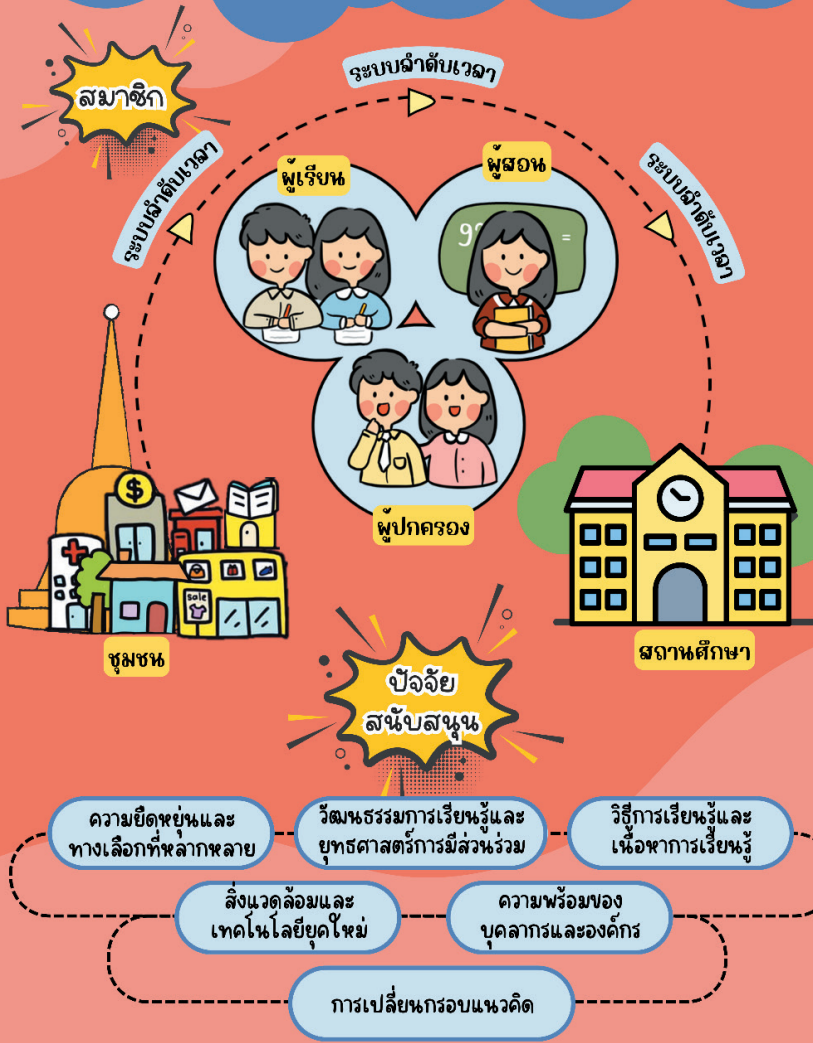 สมาชิก
ระบบลำดับเวลา
ระบบลำดับเวลา
ระบบลำดับเวลา
ผู้เรียน
ผู้สอน
9
=
ผู้ปกครอง
$
sale
ชุมชน
สถานศึกษา
ปัจจัย
สนับสนุน
ความยืดหยุ่นและ
ทางเลือกที่หลากหลาย
วัฒนธรรมการเรียนรู้และ
ยุทธศาสตร์การมีส่วนร่วม
วิธีการเรียนรู้และ
เนื้อหาการเรียนรู้
สิ่งแวดล้อมและ
เทคโนโลยียุคใหม่
ความพร้อมของ
บุคลากรและองค์กร
การเปลี่ยนกรอบแนวคิด